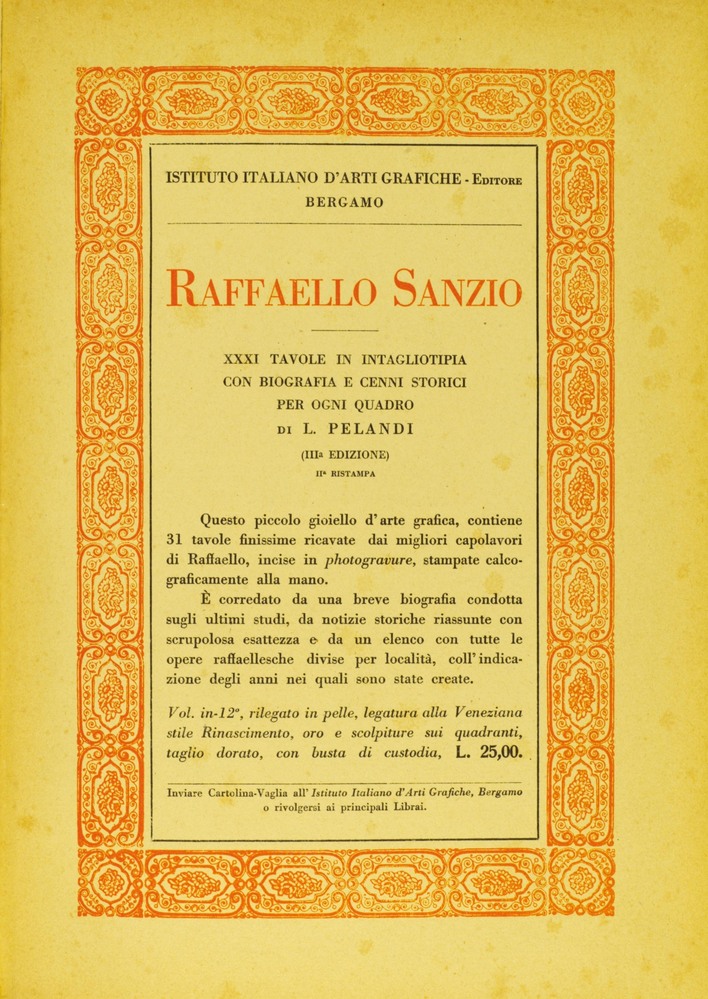 ISTITUTO ITALIANO D'ARTI GRAFICHE - EDITORE
BERGAMO
RAFFAELLO SANZIO
XXXI TAVOLE IN INTAGLIOTIPIA
CON BIOGRAFIA E CENNI STORICI
PER OGNI QUADRO
DI L. PELANDI
(IIIa EDIZIONE)
IIa RISTAMPA
Questo piccolo gioiello d'arte grafica, contiene
31 tavole finissime ricavate dai migliori capolavori
di Raffaello, incise in photogravure, stampate calco-
graficamente alla mano.
È corredato da una breve biografia condotta
sugli ultimi studi, da notizie storiche riassunte con
scrupolosa esattezza e da un elenco con tutte le
opere raffaellesche divise per località, coll'indica-
zione degli anni nei quali sono state create.
Vol. in-12°, rilegato in pelle, legatura alla Veneziana
stile Rinascimento, oro e scolpiture sui quadranti,
taglio dorato, con busta di custodia, L. 25,00.
Inviare Cartolina-Vaglia all'Istituto Italiano d'Arti Grafiche, Bergamo
o rivolgersi ai principali Librai.